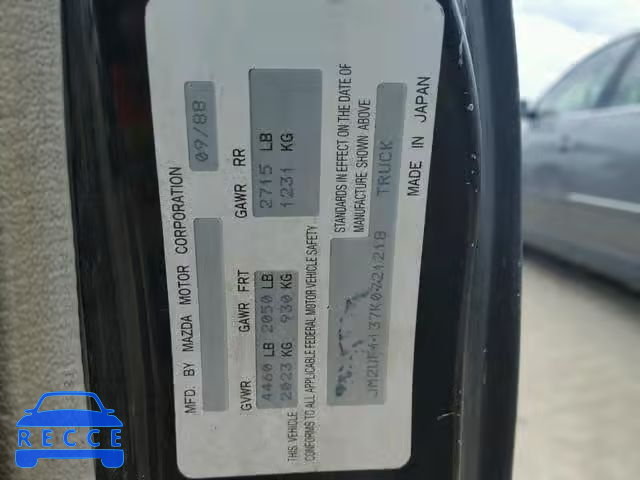 MFD. BY MAZDA MOTOR CORPORATION 09/88
GVWR GAWR FRT GAWR RR
4460 LB 2050 LB 2715 LB
2023 KG 930 KG 1231 KG
THIS VEHICLE CONFORMS TO ALL APPLICABLE FEDERAL MOTOR VEHICLE SAFETY
STANDARDS IN EFFECT ON THE DATE OF
MANUFACTURE SHOWN ABOVE
TRUCK
MADE IN JAPAN
RECCE